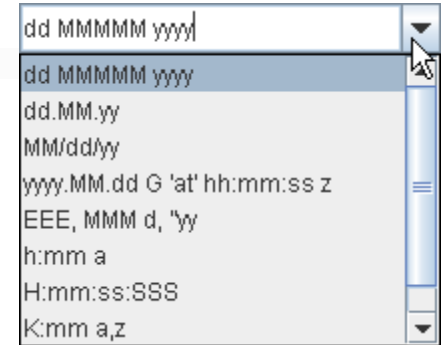 dd MMMMM yyyy
dd MMMMM yyyy
dd.MM.yy
MM/dd/yy
yyyy.MM.dd G 'at' hh:mm:ss z
EEE, MMM d, ''yy
h:mm a
H:mm:ss:SSS
K:mm a,z